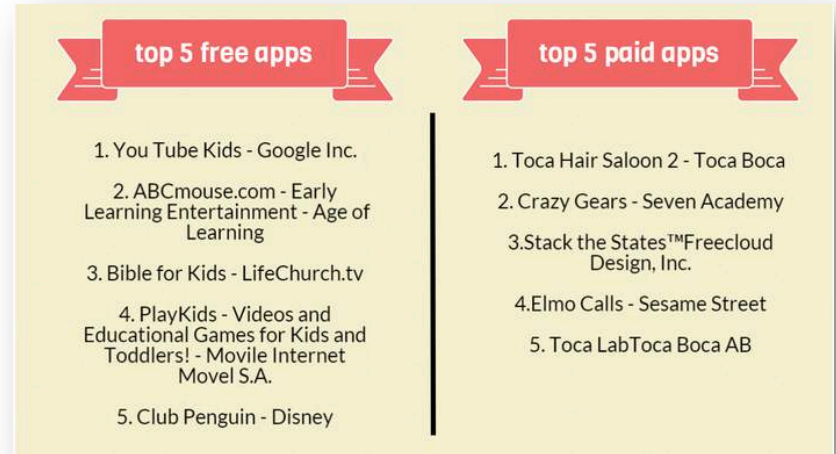 top 5 free apps
1. You Tube Kids - Google Inc.
2. ABCmouse.com - Early
Learning Entertainment - Age of
Learning
3. Bible for Kids - LifeChurch.tv
4. PlayKids - Videos and
Educational Games for Kids and
Toddlers! - Movile Internet
Movel S.A.
5. Club Penguin - Disney
top 5 paid apps
1. Toca Hair Saloon 2 - Toca Boca
2. Crazy Gears - Seven Academy
3.Stack the States™Freecloud
Design, Inc.
4.Elmo Calls - Sesame Street
5. Toca LabToca Boca AB